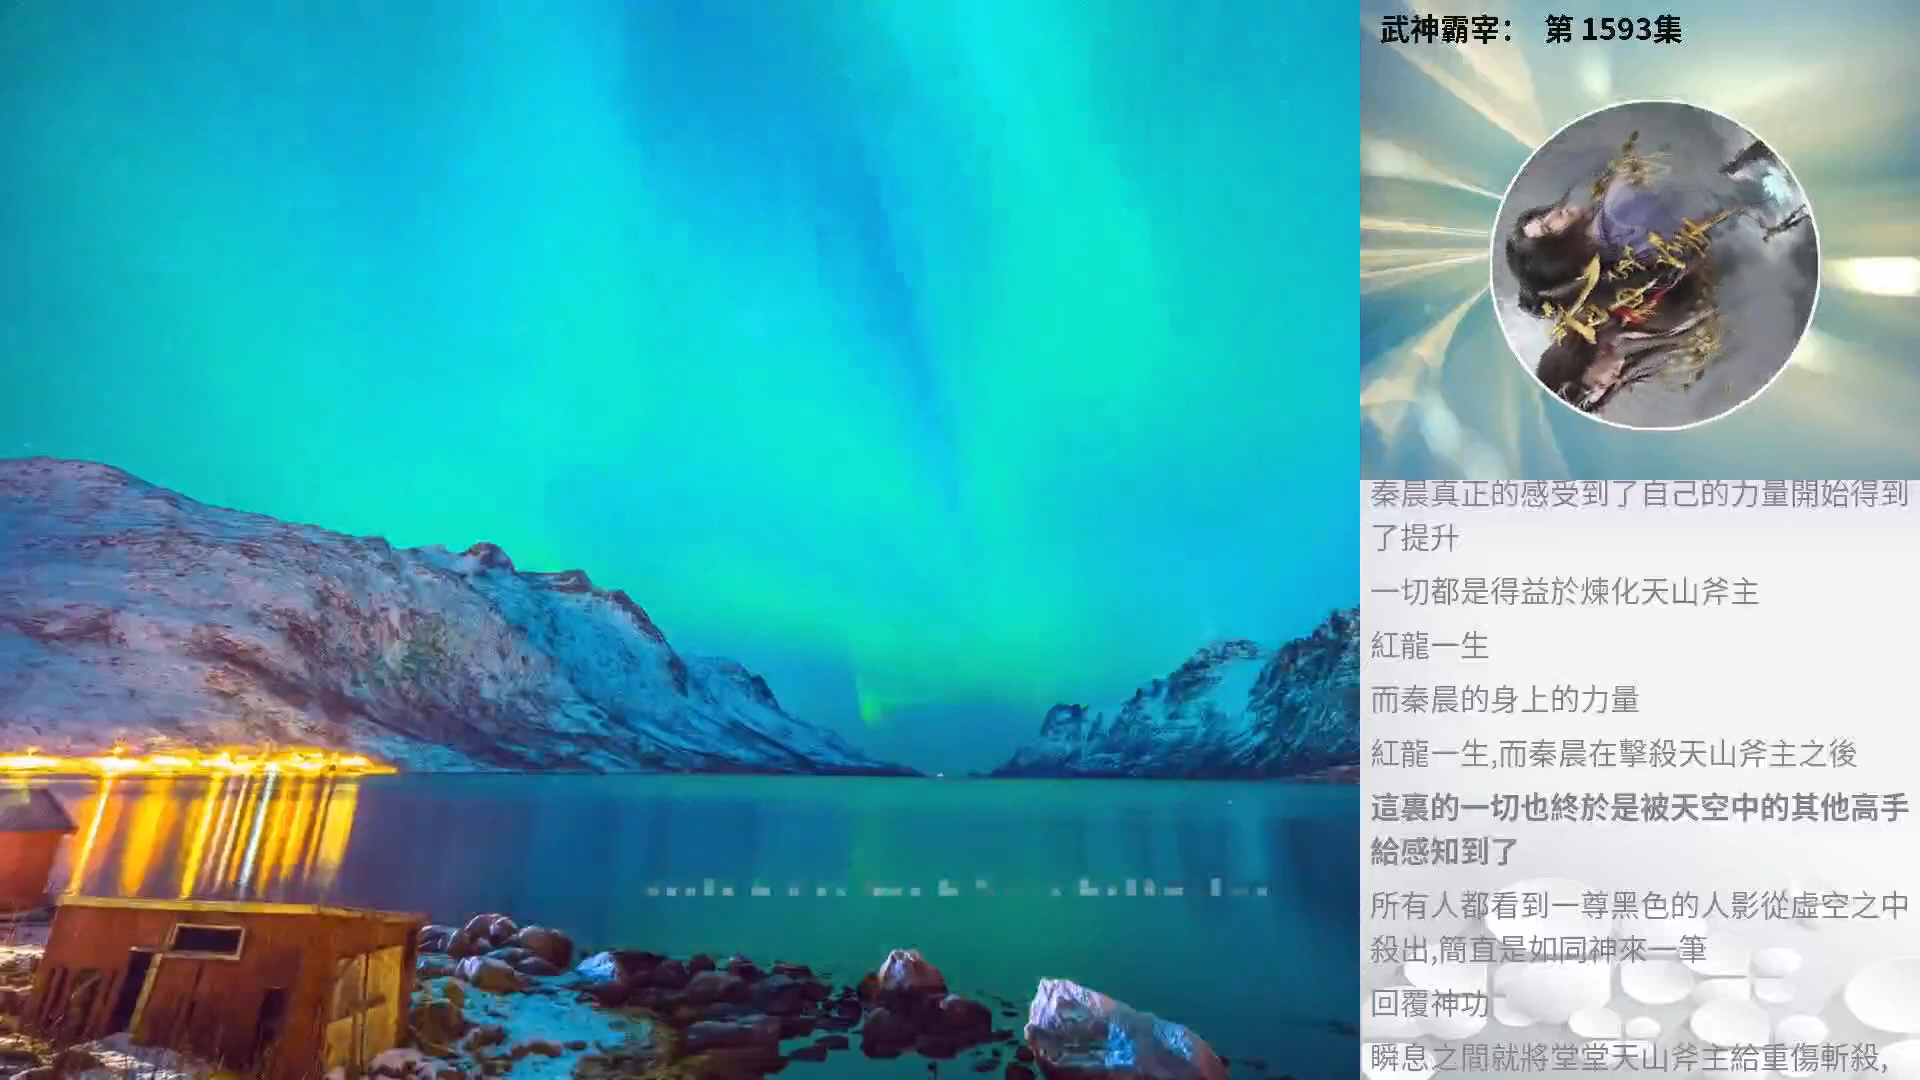 武神霸宰： 第 1593集
秦晨真正的感受到了自己的力量開始得到
了提升
一切都是得益於煉化天山斧主
紅龍一生
而秦晨的身上的力量
紅龍一生,而秦晨在擊殺天山斧主之後
這裏的一切也終於是被天空中的其他高手
給感知到了
所有人都看到一尊黑色的人影從虛空之中
殺出,簡直是如同神來一筆
回覆神功
瞬息之間就將堂堂天山斧主給重傷斬殺,